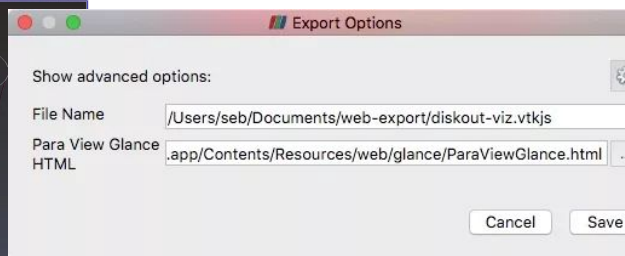 Export Options
Show advanced options:
File Name
/Users/seb/Documents/web-export/diskout-viz.vtkjs
Para View Glance
HTML
.app/Contents/Resources/web/glance/ParaViewGlance.html
Cancel
Save